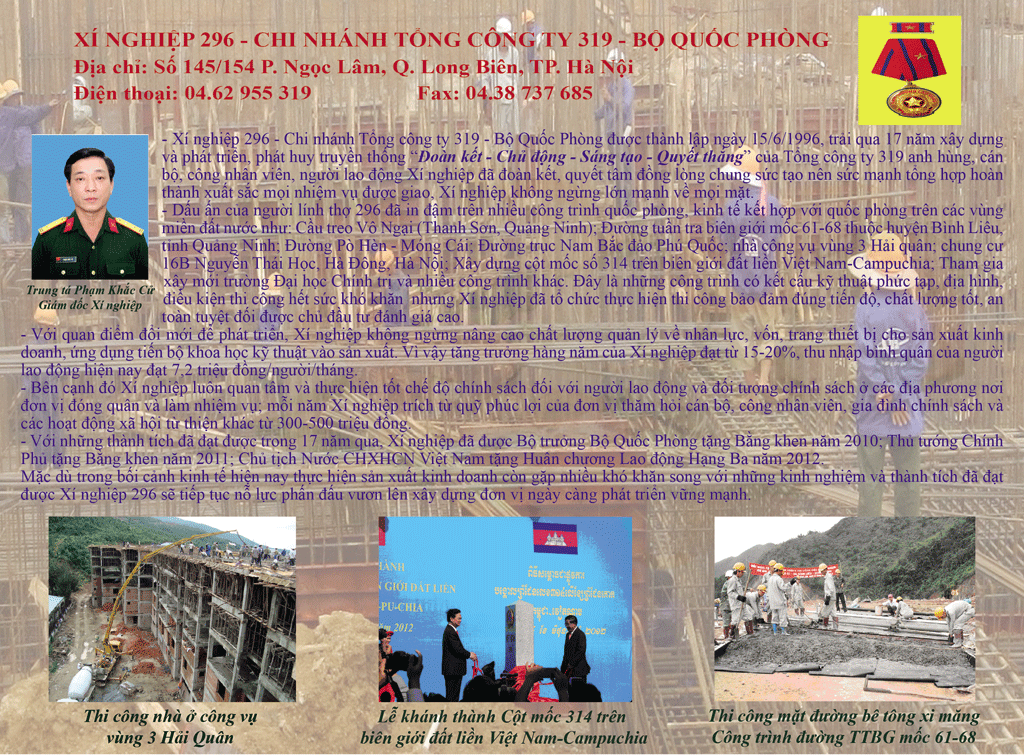 XÍ NGHIỆP 296 - CHI NHÁNH TỔNG CÔNG TY 319 - BỘ QUỐC PHÒNG
Địa chỉ: Số 145/154 P. Ngọc Lâm, Q. Long Biên, TP. Hà Nội
Điện thoại: 04.62 955 319 Fax: 04.38 737 685
- Xí nghiệp 296 - Chi nhánh Tổng công ty 319 - Bộ Quốc Phòng được thành lập ngày 15/6/1996, trải qua 17 năm xây dựng
và phát triển, phát huy truyền thống “Đoàn kết - Chủ động - Sáng tạo - Quyết thắng” của Tổng công ty 319 anh hùng, cán
bộ, công nhân viên, người lao động Xí nghiệp đã đoàn kết, quyết tâm đồng lòng chung sức tạo nên sức mạnh tổng hợp hoàn
thành xuất sắc mọi nhiệm vụ được giao, Xí nghiệp không ngừng lớn mạnh về mọi mặt.
- Dấu ấn của người lính thợ 296 đã in đậm trên nhiều công trình quốc phòng, kinh tế kết hợp với quốc phòng trên các vùng
miền đất nước như: Cầu treo Vô Ngại (Thanh Sơn, Quảng Ninh); Đường tuần tra biên giới mốc 61-68 thuộc huyện Bình Liêu,
tỉnh Quảng Ninh; Đường Pò Hèn - Móng Cái; Đường trục Nam Bắc đảo Phú Quốc; nhà công vụ vùng 3 Hải quân; chung cư
16B Nguyễn Thái Học, Hà Đông, Hà Nội; Xây dựng cột mốc số 314 trên biên giới đất liền Việt Nam-Campuchia; Tham gia
xây mới trường Đại học Chính trị và nhiều công trình khác. Đây là những công trình có kết cấu kỹ thuật phức tạp, địa hình,
điều kiện thi công hết sức khó khăn nhưng Xí nghiệp đã tổ chức thực hiện thi công bảo đảm đúng tiến độ, chất lượng tốt, an
toàn tuyệt đối được chủ đầu tư đánh giá cao.
Trung tá Phạm Khắc Cứ
Giám đốc Xí nghiệp
- Với quan điểm đổi mới để phát triển, Xí nghiệp không ngừng nâng cao chất lượng quản lý về nhân lực, vốn, trang thiết bị cho sản xuất kinh
doanh, ứng dụng tiến bộ khoa học kỹ thuật vào sản xuất. Vì vậy tăng trưởng hàng năm của Xí nghiệp đạt từ 15-20%, thu nhập bình quân của người
lao động hiện nay đạt 7,2 triệu đồng/người/tháng.
- Bên cạnh đó Xí nghiệp luôn quan tâm và thực hiện tốt chế độ chính sách đối với người lao động và đối tượng chính sách ở các địa phương nơi
đơn vị đóng quân và làm nhiệm vụ; mỗi năm Xí nghiệp trích từ quỹ phúc lợi của đơn vị thăm hỏi cán bộ, công nhân viên, gia đình chính sách và
các hoạt động xã hội từ thiện khác từ 300-500 triệu đồng.
- Với những thành tích đã đạt được trong 17 năm qua, Xí nghiệp đã được Bộ trưởng Bộ Quốc Phòng tặng Bằng khen năm 2010; Thủ tướng Chính
Phủ tặng Bằng khen năm 2011; Chủ tịch Nước CHXHCN Việt Nam tặng Huân chương Lao động Hạng Ba năm 2012.
Mặc dù trong bối cảnh kinh tế hiện nay thực hiện sản xuất kinh doanh còn gặp nhiều khó khăn song với những kinh nghiệm và thành tích đã đạt
được Xí nghiệp 296 sẽ tiếp tục nỗ lực phấn đấu vươn lên xây dựng đơn vị ngày càng phát triển vững mạnh.
HÀNH
N GIỚI ĐẤT LIỀN
-PU-CHIA
năm 2012
Thi công nhà ở công vụ
vùng 3 Hải Quân
Lễ khánh thành Cột mốc 314 trên
biên giới đất liền Việt Nam-Campuchia
Thi công mặt đường bê tông xi măng
Công trình đường TTBG mốc 61-68